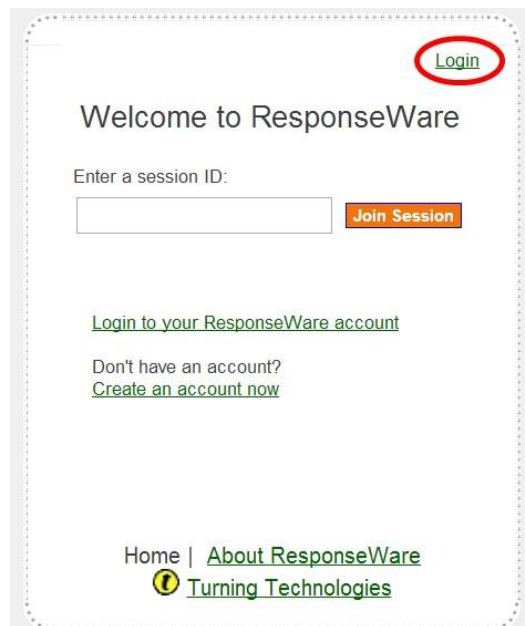 Login
Welcome to ResponseWare
Enter a session ID:
Join Session
Login to your ResponseWare account
Don't have an account?
Create an account now
Home | About ResponseWare
t Turning Technologies